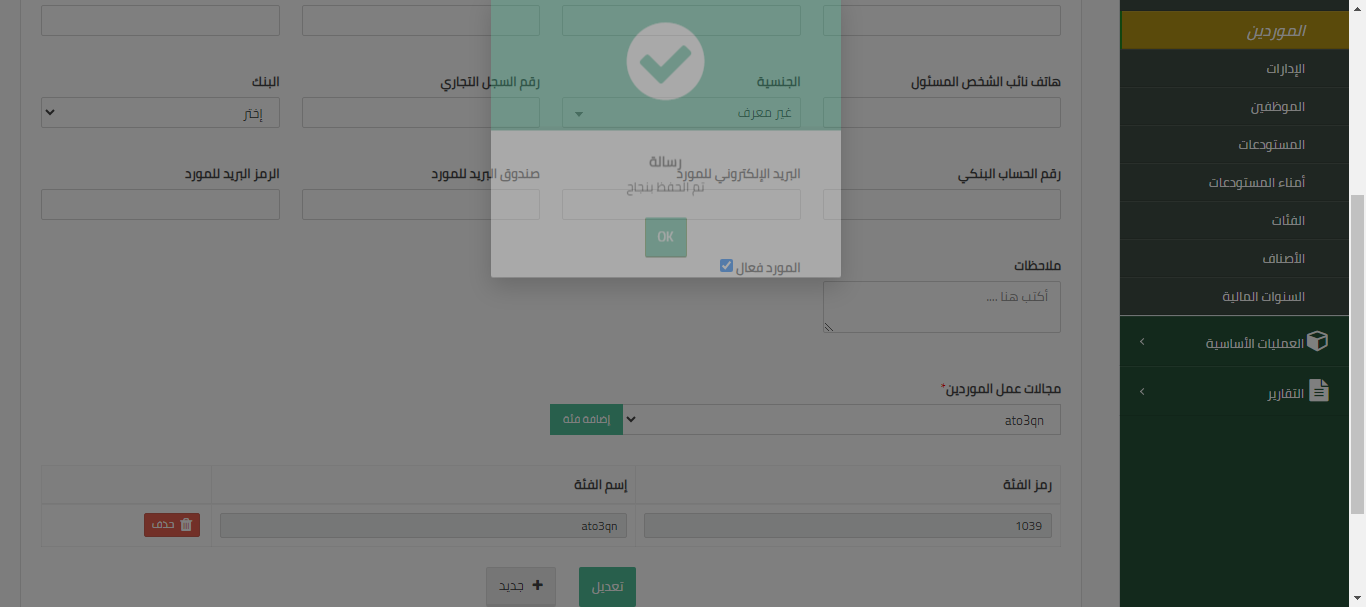 الموردين
الإدارات
الموظفين
المستودعات
أمناء المستودعات
الفئات
الأصناف
السنوات المالية
العمليات الأساسية
التقارير
هاتف نائب الشخص المسئول
الجنسية
رقم السجل التجاري
البنك
غير معرف
إختر
رقم الحساب البنكي
البريد الإلكتروني للمورد
صندوق البريد للمورد
الرمز البريد للمورد
رسالة
تم الحفظ بنجاح
OK
ملاحظات
المورد فعال
أكتب هنا ....
مجالات عمل الموردين*
ato3qn
إضافة فئة
رمز الفئة
إسم الفئة
1039
ato3qn
حذف
تعديل
جديد